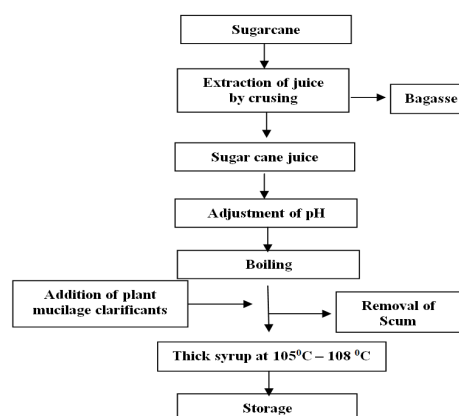 Sugarcane
Extraction of juice
by crusing
Bagasse
Sugar cane juice
Adjustment of pH
Boiling
Addition of plant
mucilage clarificants
Removal of
Scum
Thick syrup at 105⁰C – 108 ⁰C
Storage